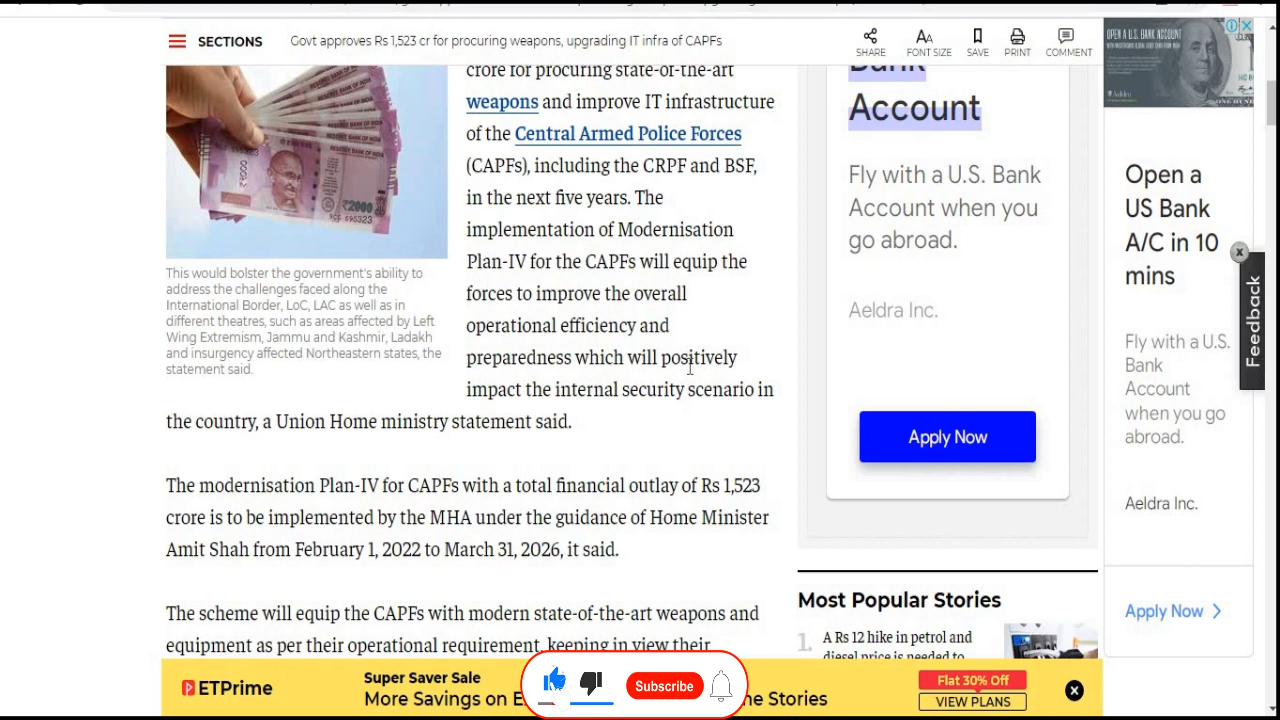 SECTIONS
Govt approves Rs 1,523 cr for procuring weapons, upgrading IT infra of CAPFs
SHARE
FONT SIZE
SAVE
PRINT
COMMENT
crore for procuring state-of-the-art
weapons and improve IT infrastructure
of the Central Armed Police Forces
(CAPFs), including the CRPF and BSF,
in the next five years. The
implementation of Modernisation
Plan-IV for the CAPFs will equip the
forces to improve the overall
operational efficiency and
preparedness which will positively
impact the internal security scenario in
the country, a Union Home ministry statement said.
This would bolster the government's ability to
address the challenges faced along the
International Border, LoC, LAC as well as in
different theatres, such as areas affected by Left
Wing Extremism, Jammu and Kashmir, Ladakh
and insurgency affected Northeastern states, the
statement said.
The modernisation Plan-IV for CAPFs with a total financial outlay of Rs 1,523
crore is to be implemented by the MHA under the guidance of Home Minister
Amit Shah from February 1, 2022 to March 31, 2026, it said.
The scheme will equip the CAPFs with modern state-of-the-art weapons and
equipment as per their operational requirement, keeping in view their
Bank
Account
Fly with a U.S. Bank
Account when you
go abroad.
Aeldra Inc.
Apply Now
Most Popular Stories
1. A Rs 12 hike in petrol and
diesel price is needed to
OPEN A U.S. BANK ACCOUNT
Aeldra
Open a
US Bank
A/C in 10
mins
Fly with a U.S.
Bank
Account
when you go
abroad.
Aeldra Inc.
Apply Now
x
Feedback
₹2000
ETPrime
Super Saver Sale
More Savings on E
ne Stories
Subscribe
Flat 30% Off
VIEW PLANS